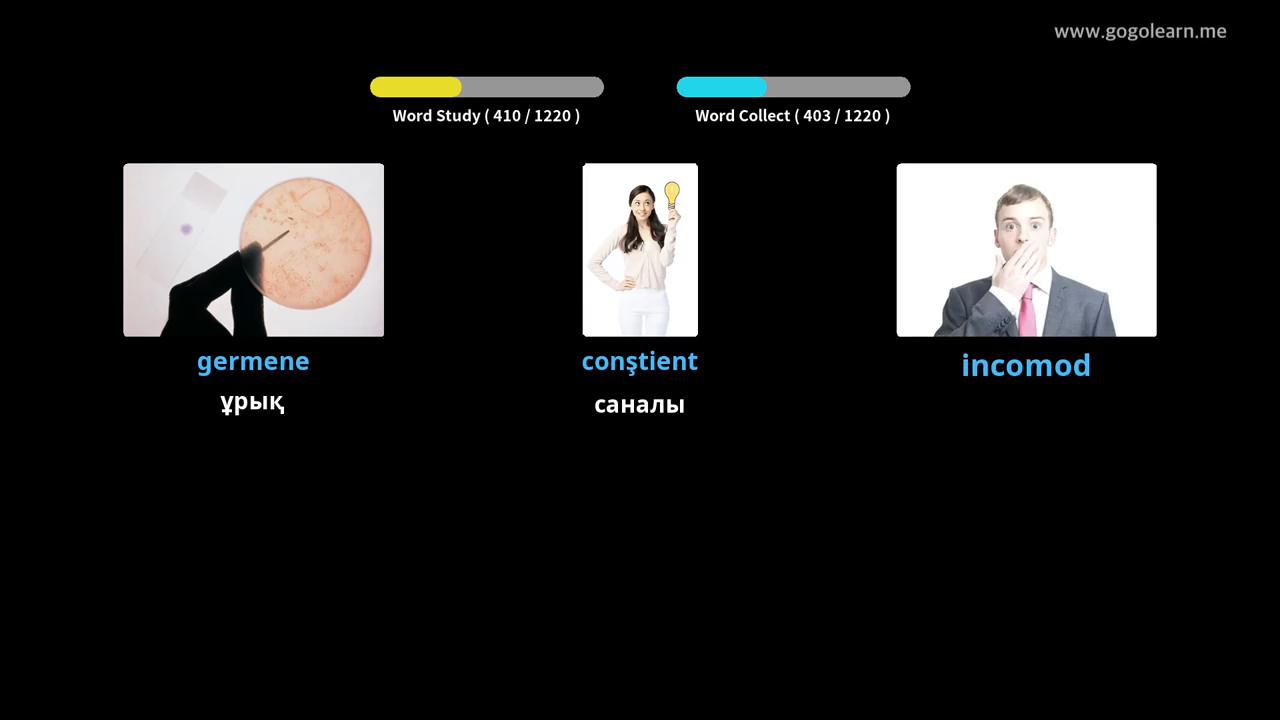 www.gogolearn.me
Word Study ( 410 / 1220 )
Word Collect ( 403 / 1220 )
germene
conştient
incomod
ұрық
саналы